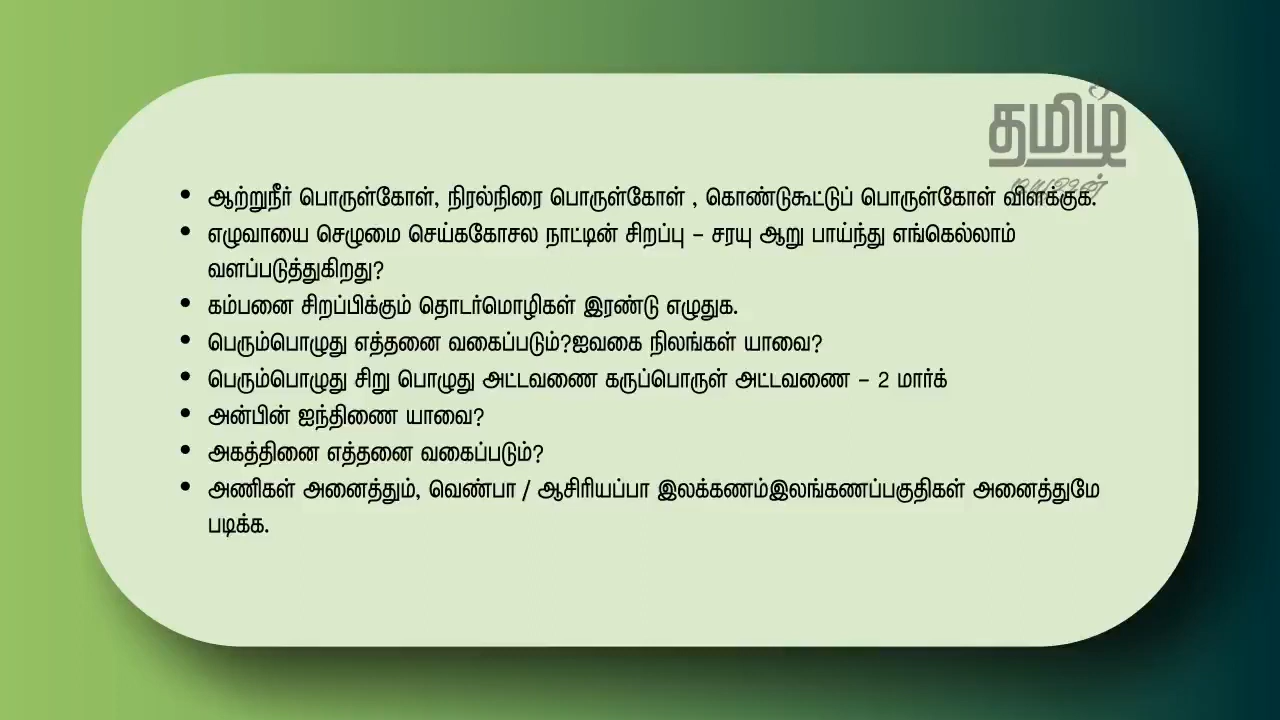 தமிழ்
• ஆற்றுநீர் பொருள்கோள், நிரல்நிரை பொருள்கோள் , கொண்டுகூட்டுப் பொருள்கோள் விளக்குக.
• எழுவாயை செழுமை செய்ககோசல நாட்டின் சிறப்பு – சரயு ஆறு பாய்ந்து எங்கெல்லாம்
வளப்படுத்துகிறது?
• கம்பனை சிறப்பிக்கும் தொடர்மொழிகள் இரண்டு எழுதுக.
• பெரும்பொழுது எத்தனை வகைப்படும்?ஐவகை நிலங்கள் யாவை?
• பெரும்பொழுது சிறு பொழுது அட்டவணை கருப்பொருள் அட்டவணை – 2 மார்க்
• அன்பின் ஐந்திணை யாவை?
• அகத்தினை எத்தனை வகைப்படும்?
• அணிகள் அனைத்தும், வெண்பா / ஆசிரியப்பா இலக்கணம்இலங்கணப்பகுதிகள் அனைத்துமே
படிக்க.